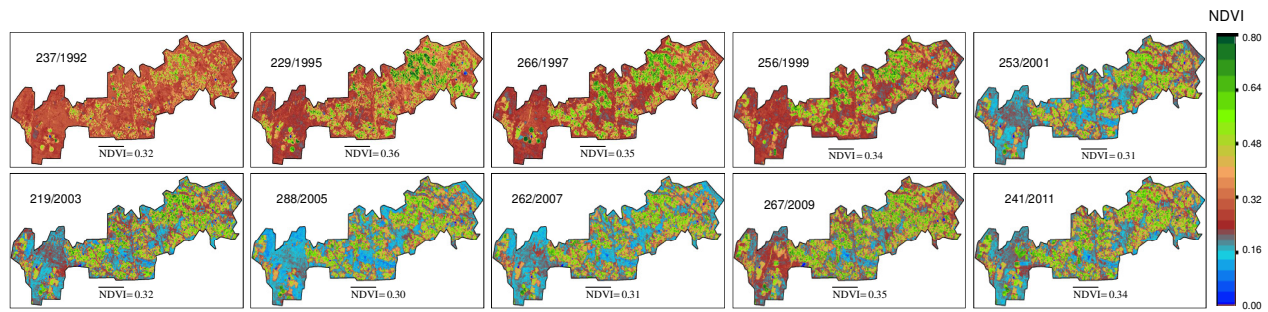 NDVI
237/1992
NDVI = 0.32
229/1995
NDVI = 0.36
266/1997
NDVI = 0.35
256/1999
NDVI = 0.34
253/2001
NDVI = 0.31
219/2003
NDVI = 0.32
288/2005
NDVI = 0.30
262/2007
NDVI = 0.31
267/2009
NDVI = 0.35
241/2011
NDVI = 0.34
0.80
0.64
0.48
0.32
0.16
0.00